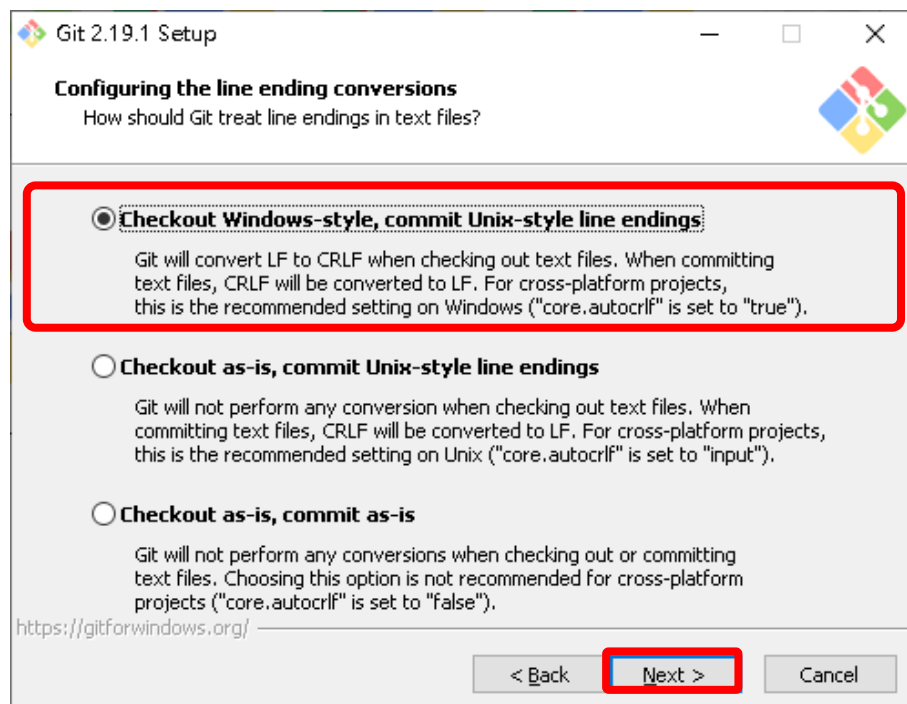 Git 2.19.1 Setup
Configuring the line ending conversions
How should Git treat line endings in text files?
Checkout Windows-style, commit Unix-style line endings
Git will convert LF to CRLF when checking out text files. When committing
text files, CRLF will be converted to LF. For cross-platform projects,
this is the recommended setting on Windows ("core.autocrlf" is set to "true").
Checkout as-is, commit Unix-style line endings
Git will not perform any conversion when checking out text files. When
committing text files, CRLF will be converted to LF. For cross-platform projects,
this is the recommended setting on Unix ("core.autocrlf" is set to "input").
Checkout as-is, commit as-is
Git will not perform any conversions when checking out or committing
text files. Choosing this option is not recommended for cross-platform
projects ("core.autocrlf" is set to "false").
https://gitforwindows.org/
< Back Next > Cancel